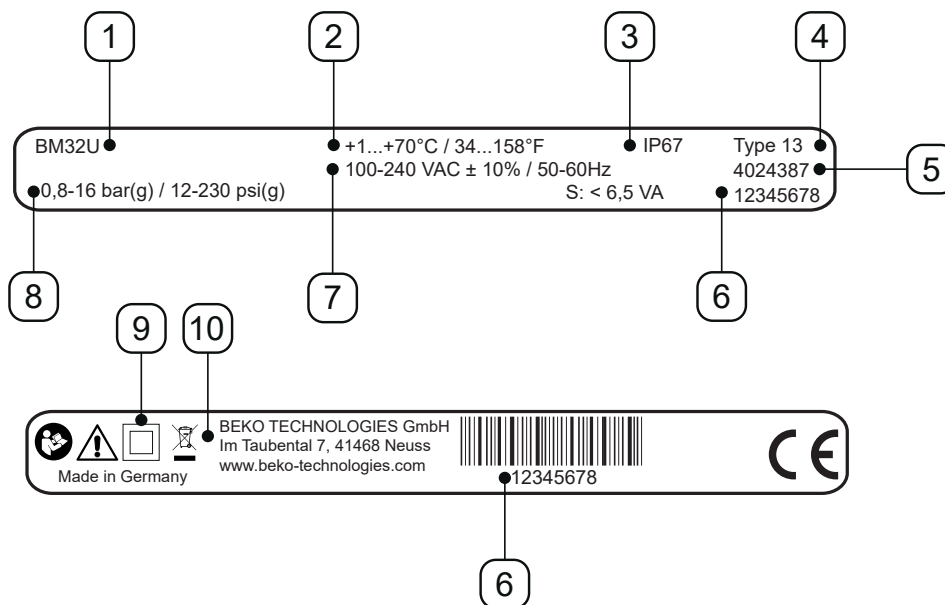 1 2 3 4
BM32U +1...+70°C / 34...158°F IP67 Type 13
100-240 VAC ± 10% / 50-60Hz 4024387 5
0,8-16 bar(g) / 12-230 psi(g) S: < 6,5 VA 12345678
8 7 6
9 10
BEKO TECHNOLOGIES GmbH
Im Taubental 7, 41468 Neuss
www.beko-technologies.com
Made in Germany
12345678
CE
6